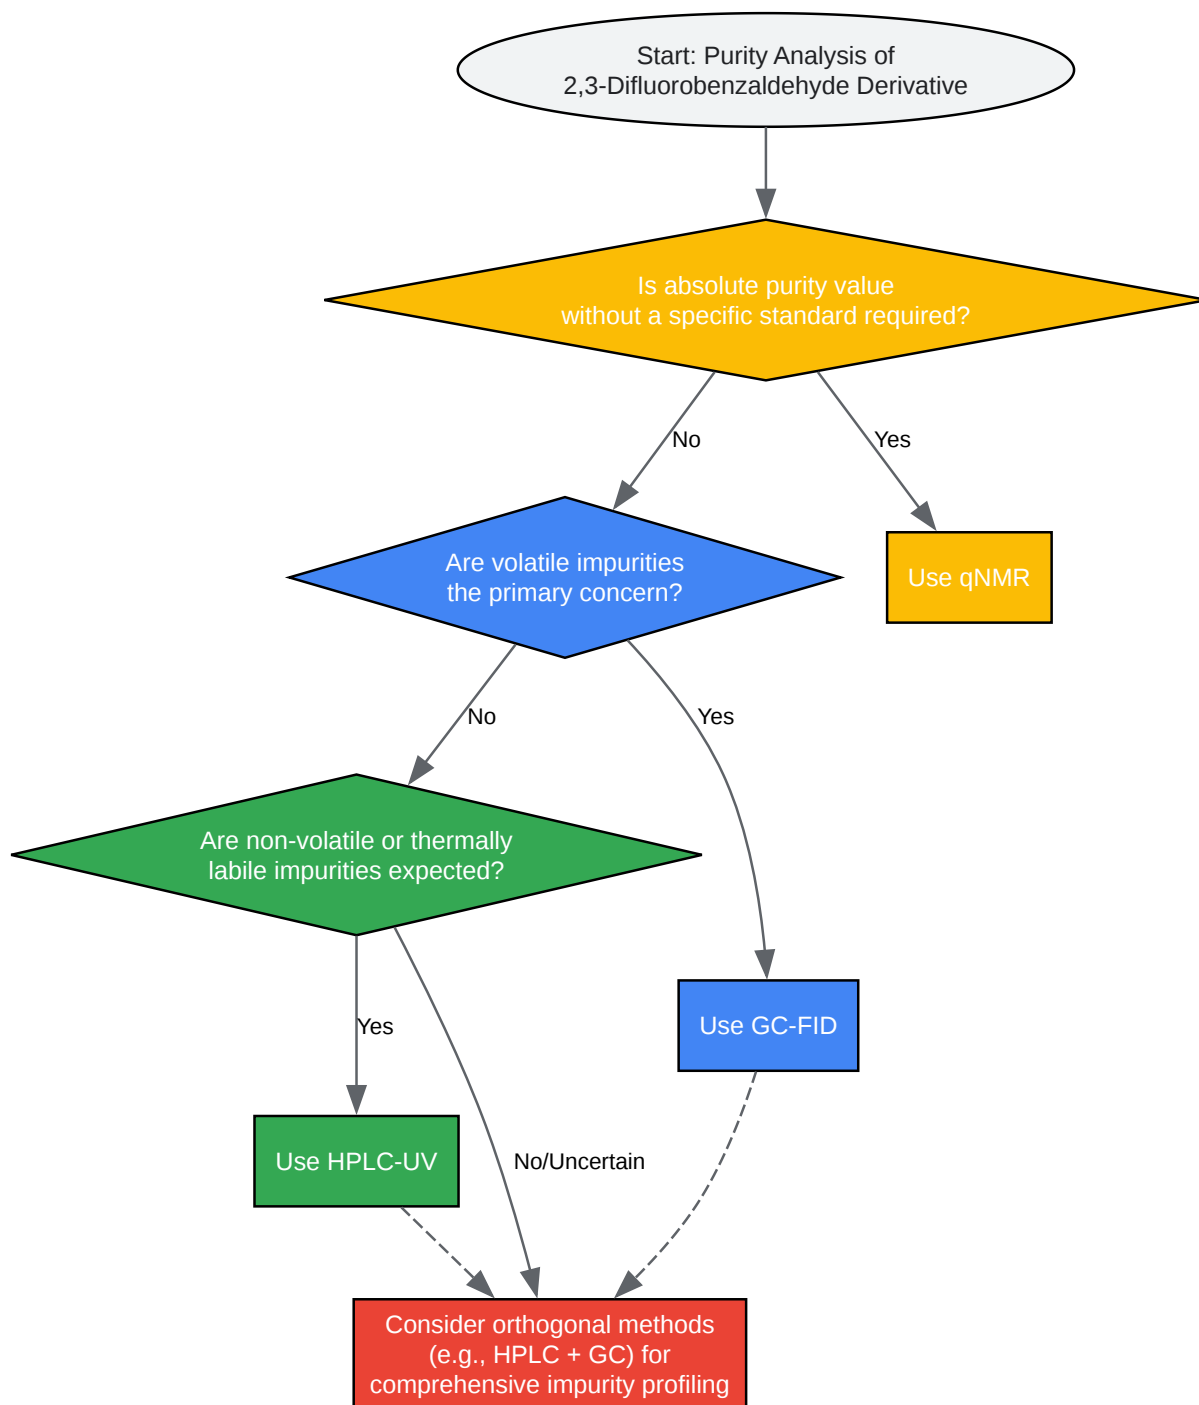 Start: Purity Analysis of
2,3-Difluorobenzaldehyde Derivative
Is absolute purity value
without a specific standard required?
No
Yes
Are volatile impurities
the primary concern?
Use qNMR
No
Yes
Are non-volatile or thermally
labile impurities expected?
Use GC-FID
Yes
Use HPLC-UV
No/Uncertain
Consider orthogonal methods
(e.g., HPLC + GC) for
comprehensive impurity profiling